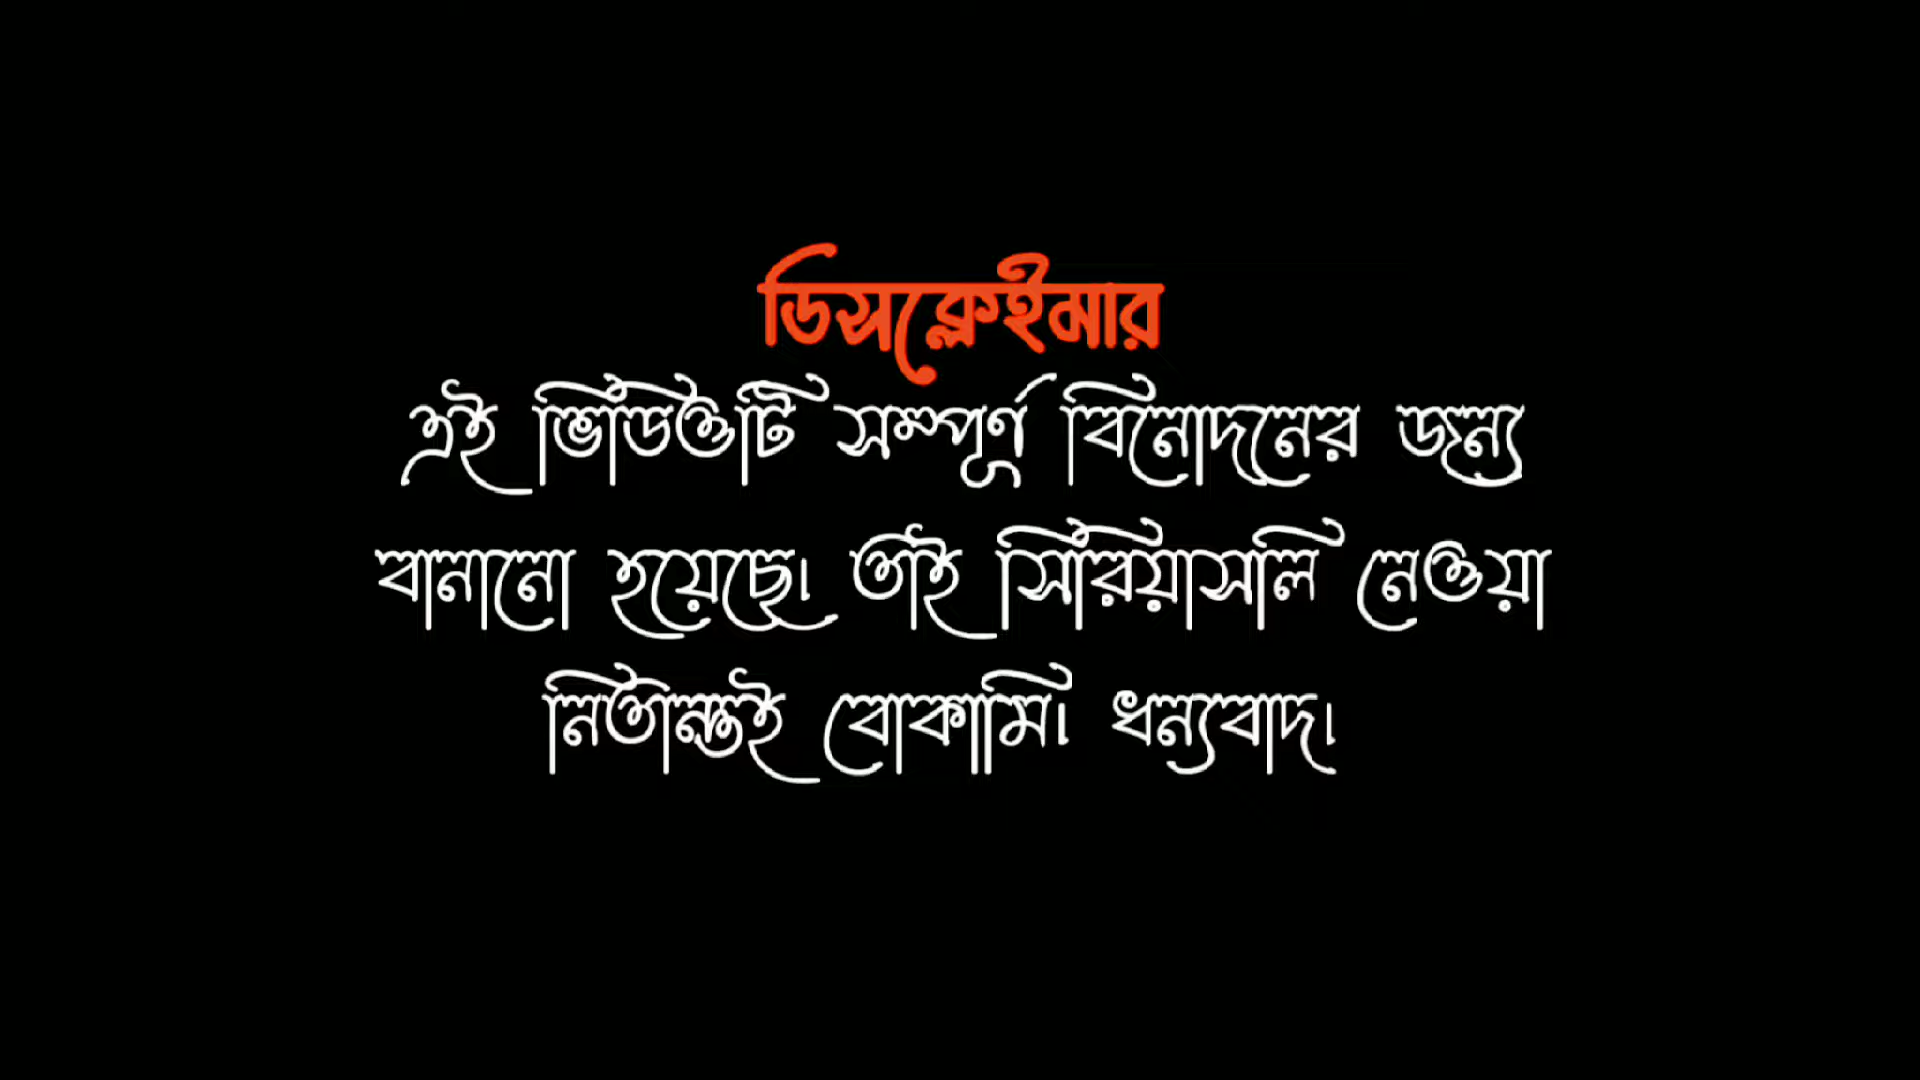 ডিসক্লেইমার
এই ভিডিওটি সম্পূর্ণ বিনোদনের জন্য
বানানো হয়েছে। তাই সিরিয়াসলি নেওয়া
নিতান্তই বোকামি। ধন্যবাদ।